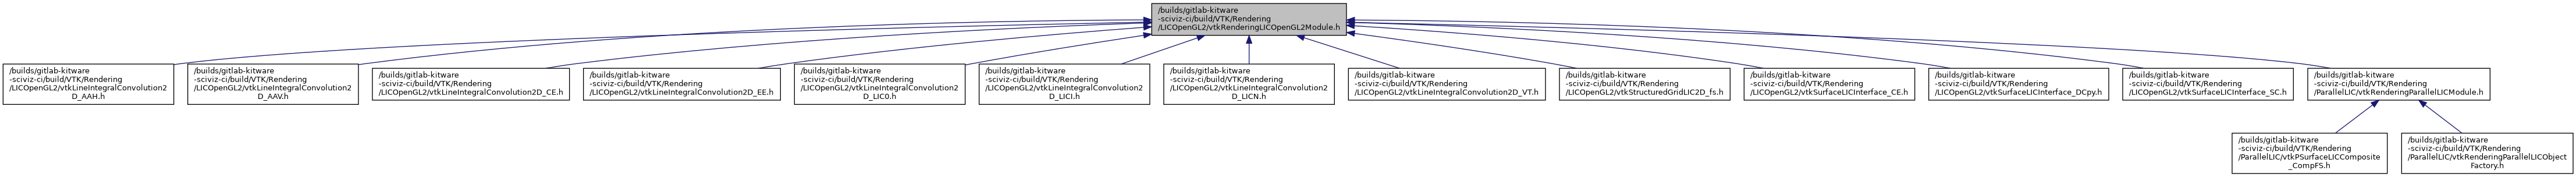 /builds/gitlab-kitware
-sciviz-ci/build/VTK/Rendering
/LICOpenGL2/vtkRenderingLICOpenGL2Module.h
/builds/gitlab-kitware
-sciviz-ci/build/VTK/Rendering
/LICOpenGL2/vtkLineIntegralConvolution2
D_AAH.h
/builds/gitlab-kitware
-sciviz-ci/build/VTK/Rendering
/LICOpenGL2/vtkLineIntegralConvolution2
D_AAV.h
/builds/gitlab-kitware
-sciviz-ci/build/VTK/Rendering
/LICOpenGL2/vtkLineIntegralConvolution2D_CE.h
/builds/gitlab-kitware
-sciviz-ci/build/VTK/Rendering
/LICOpenGL2/vtkLineIntegralConvolution2D_EE.h
/builds/gitlab-kitware
-sciviz-ci/build/VTK/Rendering
/LICOpenGL2/vtkLineIntegralConvolution2
D_LIC0.h
/builds/gitlab-kitware
-sciviz-ci/build/VTK/Rendering
/LICOpenGL2/vtkLineIntegralConvolution2
D_LICI.h
/builds/gitlab-kitware
-sciviz-ci/build/VTK/Rendering
/LICOpenGL2/vtkLineIntegralConvolution2
D_LICN.h
/builds/gitlab-kitware
-sciviz-ci/build/VTK/Rendering
/LICOpenGL2/vtkLineIntegralConvolution2D_VT.h
/builds/gitlab-kitware
-sciviz-ci/build/VTK/Rendering
/LICOpenGL2/vtkStructuredGridLIC2D_fs.h
/builds/gitlab-kitware
-sciviz-ci/build/VTK/Rendering
/LICOpenGL2/vtkSurfaceLICInterface_CE.h
/builds/gitlab-kitware
-sciviz-ci/build/VTK/Rendering
/LICOpenGL2/vtkSurfaceLICInterface_DCpy.h
/builds/gitlab-kitware
-sciviz-ci/build/VTK/Rendering
/LICOpenGL2/vtkSurfaceLICInterface_SC.h
/builds/gitlab-kitware
-sciviz-ci/build/VTK/Rendering
/ParallelLIC/vtkRenderingParallelLICModule.h
/builds/gitlab-kitware
-sciviz-ci/build/VTK/Rendering
/ParallelLIC/vtkPSurfaceLICComposite
_CompFS.h
/builds/gitlab-kitware
-sciviz-ci/build/VTK/Rendering
/ParallelLIC/vtkRenderingParallelLICObject
Factory.h